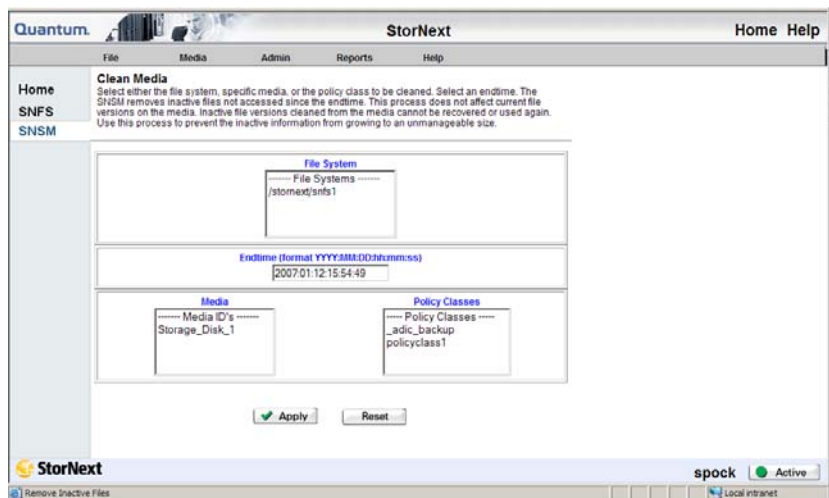 Quantum.
StorNext
Home Help
File Media Admin Reports Help
Home
SNFS
SNSM
Clean Media
Select either the file system, specific media, or the policy class to be cleaned. Select an endtime. The
SNSM removes inactive files not accessed since the endtime. This process does not affect current file
versions on the media. Inactive file versions cleaned from the media cannot be recovered or used again.
Use this process to prevent the inactive information from growing to an unmanageable size.
File System
------- File Systems -------
/stornext/snfs1
Endtime (format YYYY:MM:DD:hh:mm:ss)
2007:01:12:15:54:49
Media
------- Media ID's -------
Storage_Disk_1
Policy Classes
----- Policy Classes -----
_adic_backup
policyclass1
Apply Reset
StorNext
spock Active
Remove Inactive Files
Local intranet